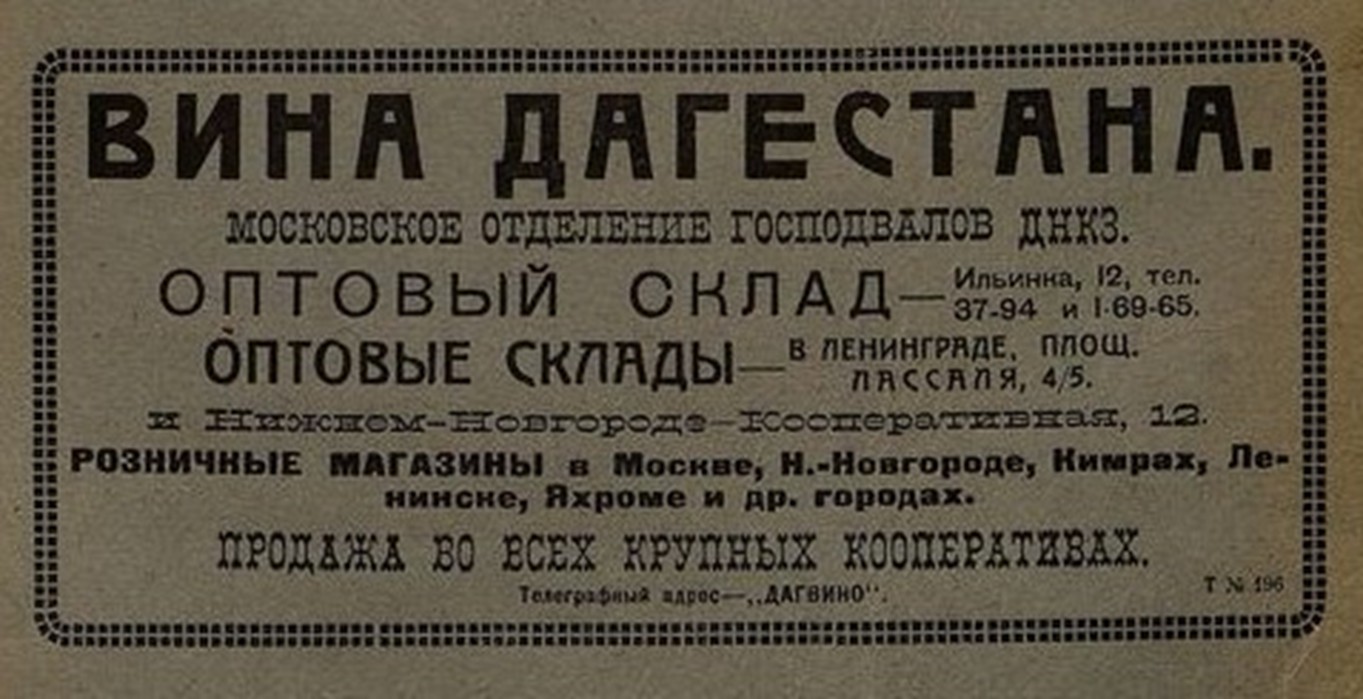 ВИНА ДАГЕСТАНА.
МОСКОВСКОЕ ОТДЕЛЕНИЕ ГОСПОДВАЛОВ ДНКЗ.
ОПТОВЫЙ СКЛАД—Ильинка, 12, тел.
37-94 и 1-69-65.
ОПТОВЫЕ СКЛАДЫ—В ЛЕНИНГРАДЕ, ПЛОЩ.
ЛАССАЛЯ, 4/5.
и Нижнем-Новгороде—Кооперативная, 12.
РОЗНИЧНЫЕ МАГАЗИНЫ в Москве, Н.-Новгороде, Кимрах, Ле-
нинске, Яхроме и др. городах.
ПРОДАЖА ВО ВСЕХ КРУПНЫХ КООПЕРАТИВАХ.
Телеграфный адрес—„ДАГВИНО“.
Т № 196